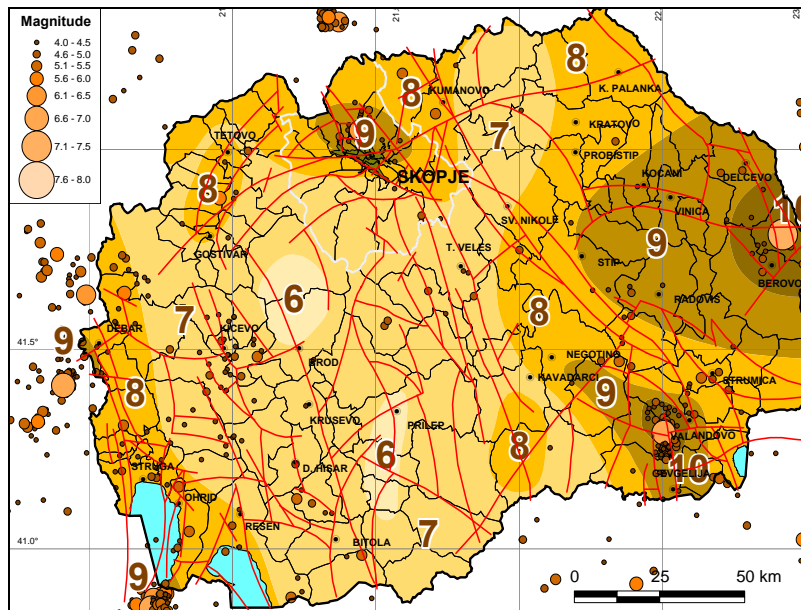 Magnitude
4.0 - 4.5
4.6 - 5.0
5.1 - 5.5
5.6 - 6.0
6.1 - 6.5
6.6 - 7.0
7.1 - 7.5
7.6 - 8.0
8
K. PALANKA
8
KUMANOVO
9
7
KRATOVO
TETOVO
PROBISTIP
SKOPJE
KOCANI
DELCEVO
8
VINICA
10
SV. NIKOLE
9
GOSTIVAR
T. VELES
STIP
BEROVO
6
RADOVIS
7
8
41.5°
9
DEBAR
KICEVO
BROD
NEGOTINO
KAVADARCI
STRUMICA
8
9
KRUSEVO
PRILEP
VALANDOVO
6
8
STRUGA
D. HISAR
10
GEVGELIJA
OHRID
RESEN
7
41.0°
BITOLA
9
0 25 50 km